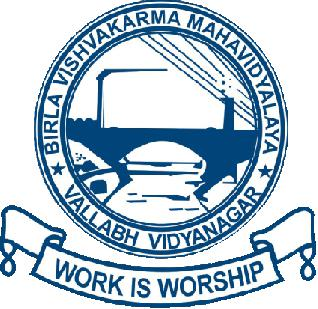 BIRLA VISHVAKARMA MAHAVIDYALAYA
VALLABH VIDYANAGAR
WORK IS WORSHIP